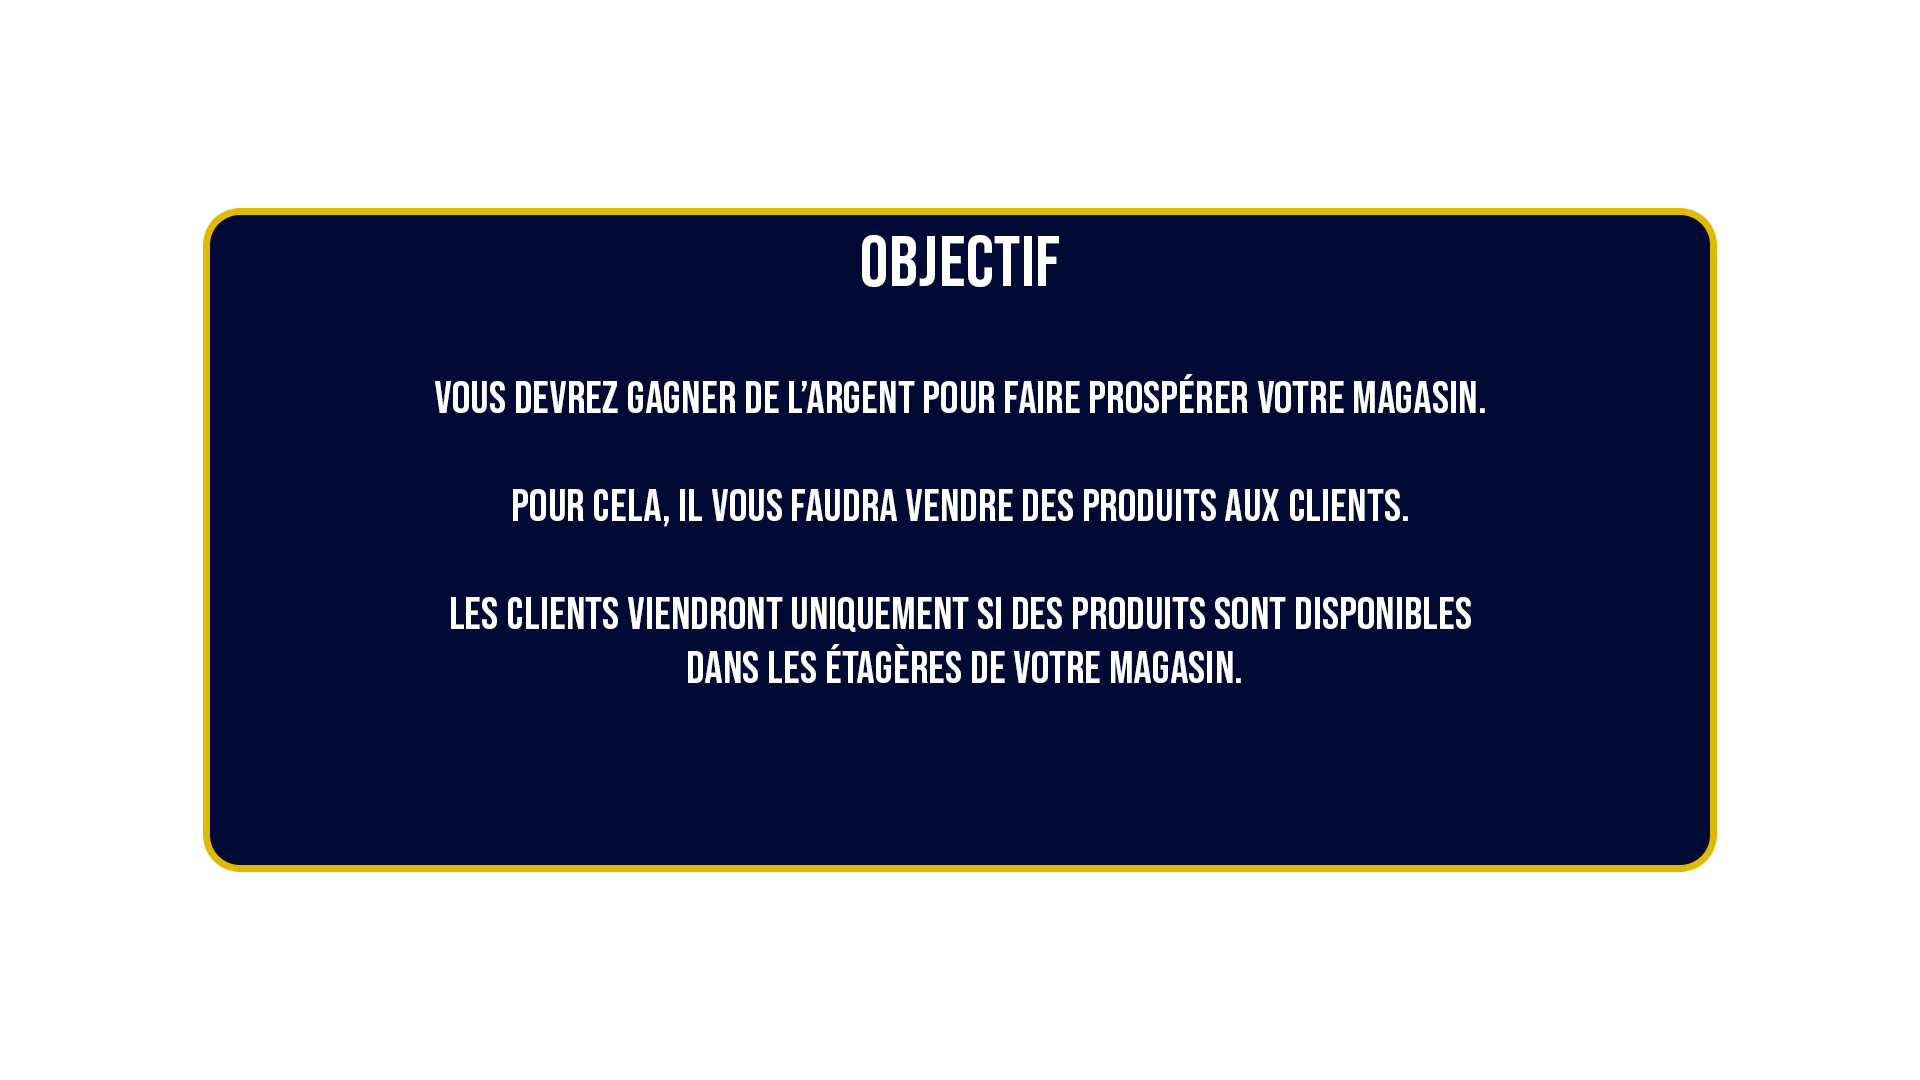 OBJECTIF
VOUS DEVREZ GAGNER DE L’ARGENT POUR FAIRE PROSPÉRER VOTRE MAGASIN.
POUR CELA, IL VOUS FAUDRA VENDRE DES PRODUITS AUX CLIENTS.
LES CLIENTS VIENDRONT UNIQUEMENT SI DES PRODUITS SONT DISPONIBLES
DANS LES ÉTAGÈRES DE VOTRE MAGASIN.